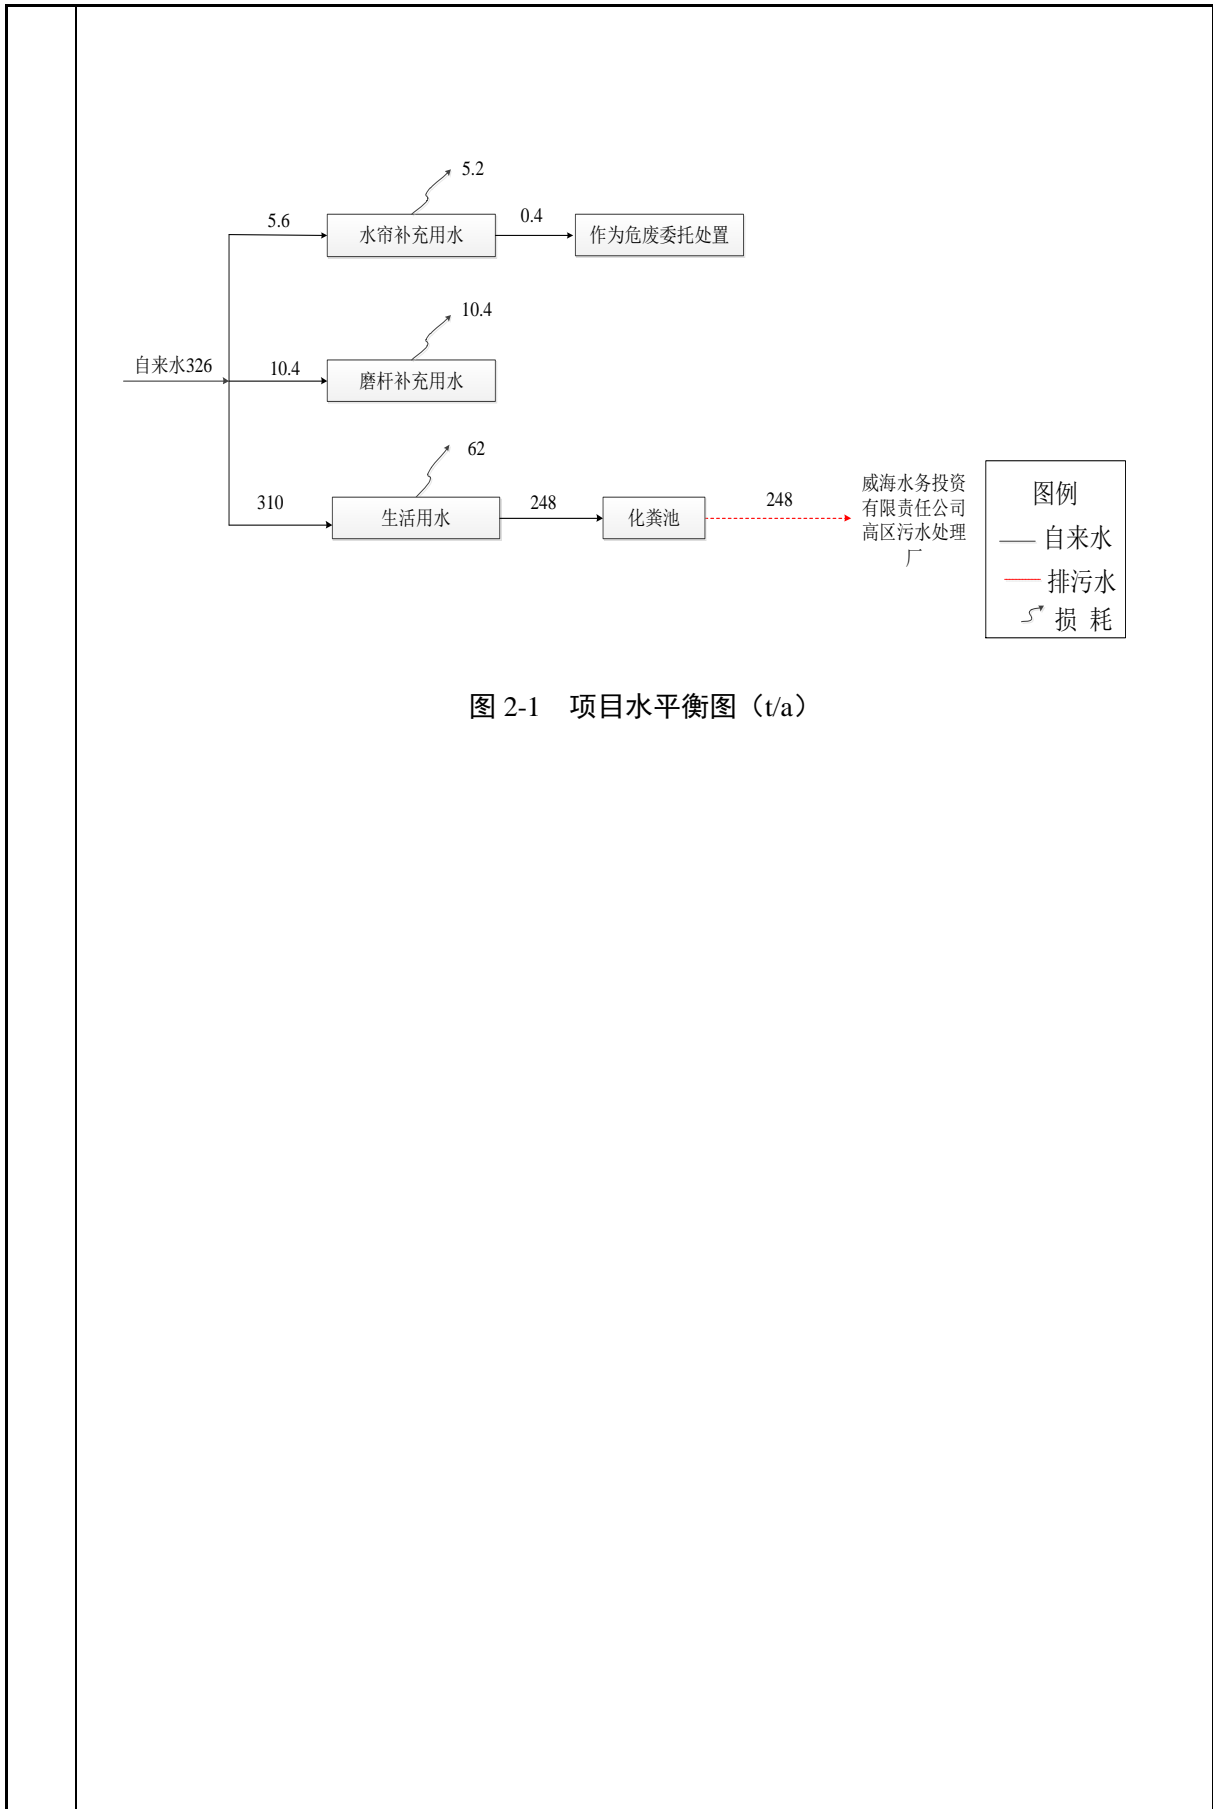 5.2
5.6
水帘补充用水
0.4
作为危废委托处置
10.4
自来水326
10.4
磨杆补充用水
62
310
生活用水
248
化粪池
248
威海水务投资
有限责任公司
高区污水处理
厂
图例
自来水
排污水
损 耗
图 2-1 项目水平衡图（t/a）